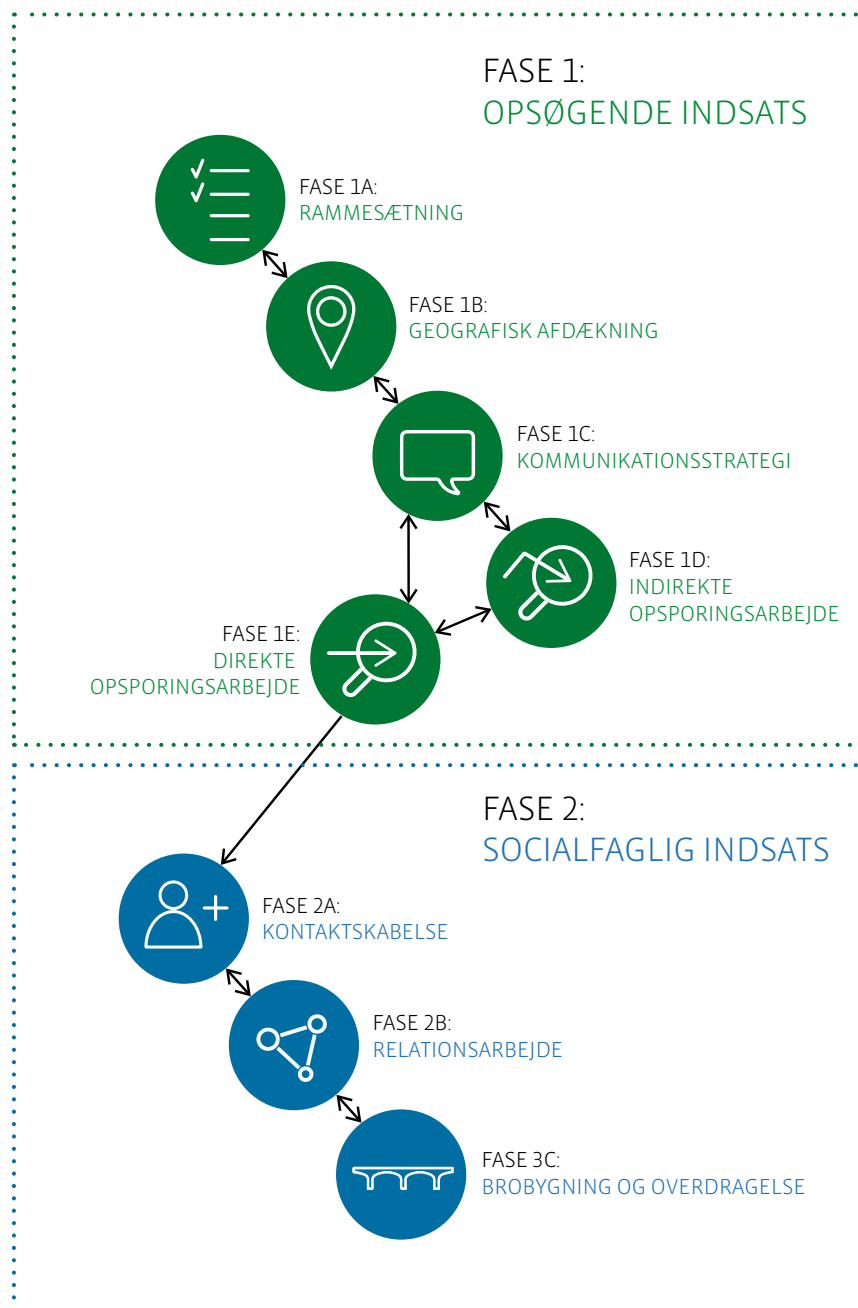 FASE 1:
OPSØGENDE INDSATS
FASE 1A:
RAMMESÆTNING
FASE 1B:
GEOGRAFISK AFDÆKNING
FASE 1C:
KOMMUNIKATIONSSTRATEGI
FASE 1D:
INDIREKTE
OPSPORINGSARBEJDE
FASE 1E:
DIREKTE
OPSPORINGSARBEJDE
FASE 2:
SOCIALFAGLIG INDSATS
FASE 2A:
KONTAKTSKABELSE
FASE 2B:
RELATIONSARBEJDE
FASE 3C:
BROBYGNING OG OVERDRAGELSE